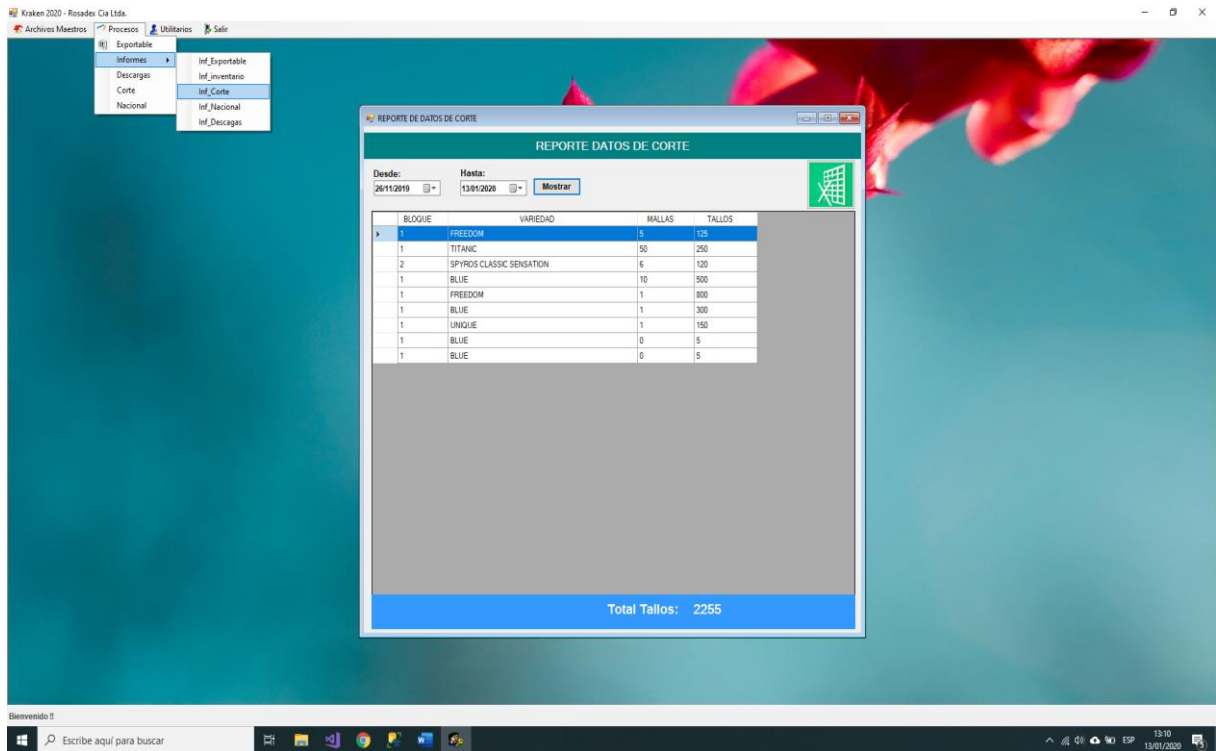 Kraken 2020 - Rosadex Cia Ltda.
Archivos Maestros Procesos Utilitarios Salir
Exportable
Informes
Descargas
Corte
Nacional
Inf_Exportable
Inf_inventario
Inf_Corte
Inf_Nacional
Inf_Descagas
REPORTE DE DATOS DE CORTE
REPORTE DATOS DE CORTE
Desde: Hasta:
26/11/2019 13/01/2020 Mostrar
BLOQUE VARIEDAD MALLAS TALLOS
1 FREEDOM 5 125
1 TITANIC 50 250
2 SPYROS CLASSIC SENSATION 6 120
1 BLUE 10 500
1 FREEDOM 1 800
1 BLUE 1 300
1 UNIQUE 1 150
1 BLUE 0 5
1 BLUE 0 5
Total Tallos: 2255
Bienvenido !!
Escribe aquí para buscar
ESP
13:10
13/01/2020